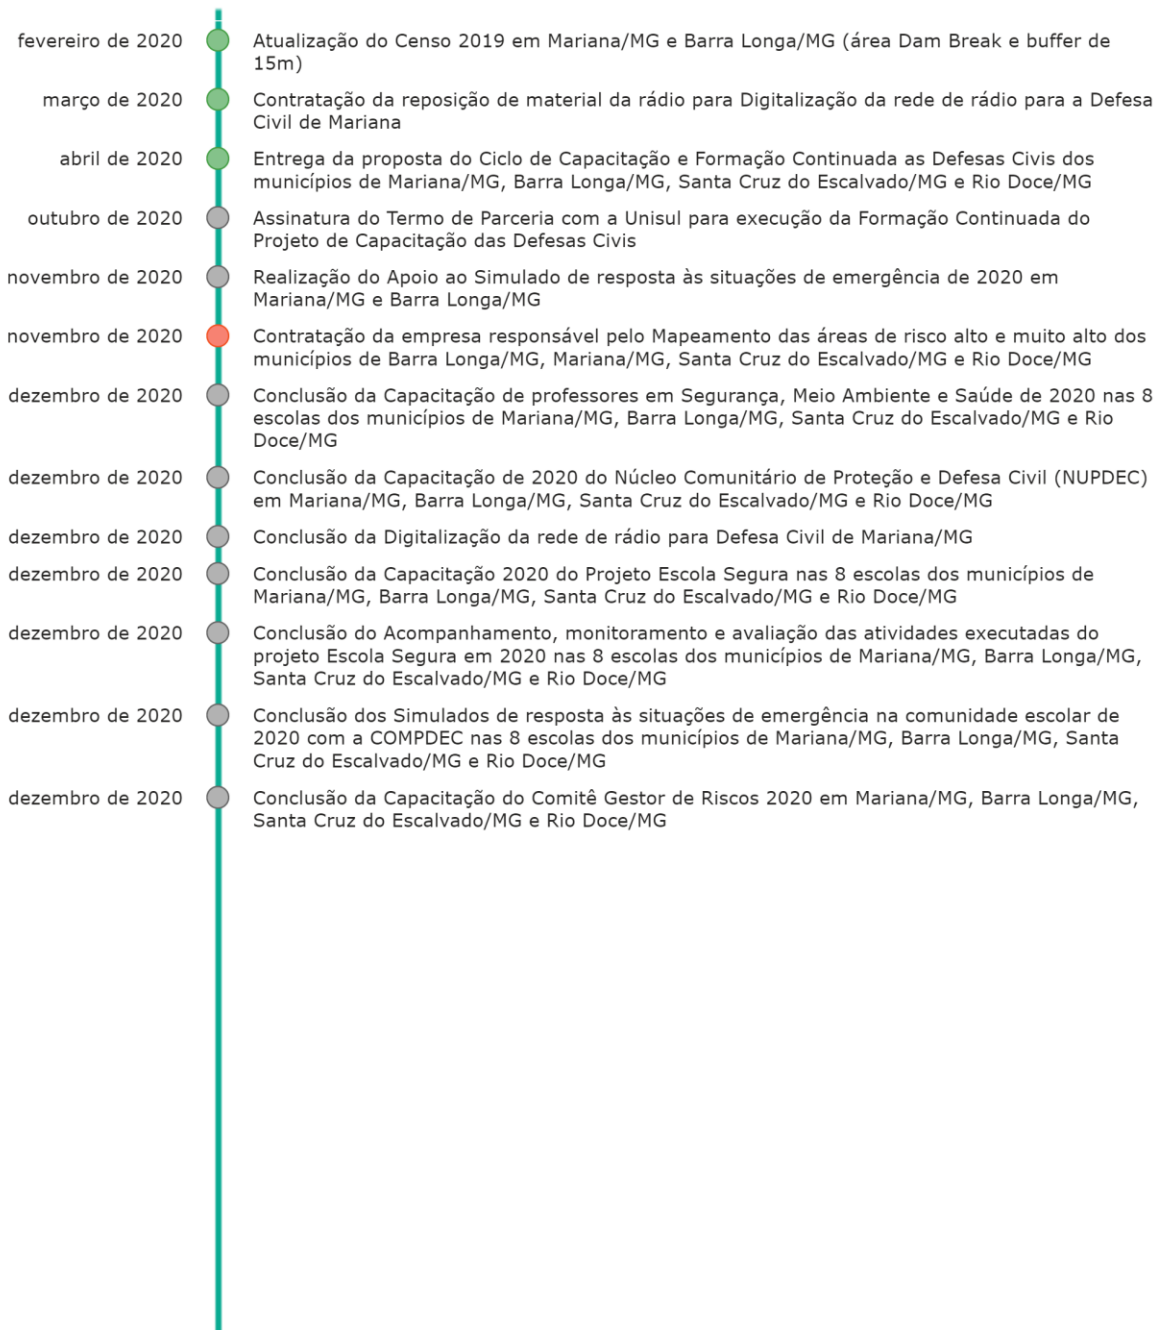 fevereiro de 2020 Atualização do Censo 2019 em Mariana/MG e Barra Longa/MG (área Dam Break e buffer de
15m)
março de 2020 Contratação da reposição de material da rádio para Digitalização da rede de rádio para a Defesa
Civil de Mariana
abril de 2020 Entrega da proposta do Ciclo de Capacitação e Formação Continuada as Defesas Civis dos
municípios de Mariana/MG, Barra Longa/MG, Santa Cruz do Escalvado/MG e Rio Doce/MG
outubro de 2020 Assinatura do Termo de Parceria com a Unisul para execução da Formação Continuada do
Projeto de Capacitação das Defesas Civis
novembro de 2020 Realização do Apoio ao Simulado de resposta às situações de emergência de 2020 em
Mariana/MG e Barra Longa/MG
novembro de 2020 Contratação da empresa responsável pelo Mapeamento das áreas de risco alto e muito alto dos
municípios de Barra Longa/MG, Mariana/MG, Santa Cruz do Escalvado/MG e Rio Doce/MG
dezembro de 2020 Conclusão da Capacitação de professores em Segurança, Meio Ambiente e Saúde de 2020 nas 8
escolas dos municípios de Mariana/MG, Barra Longa/MG, Santa Cruz do Escalvado/MG e Rio
Doce/MG
dezembro de 2020 Conclusão da Capacitação de 2020 do Núcleo Comunitário de Proteção e Defesa Civil (NUPDEC)
em Mariana/MG, Barra Longa/MG, Santa Cruz do Escalvado/MG e Rio Doce/MG
dezembro de 2020 Conclusão da Digitalização da rede de rádio para Defesa Civil de Mariana/MG
dezembro de 2020 Conclusão da Capacitação 2020 do Projeto Escola Segura nas 8 escolas dos municípios de
Mariana/MG, Barra Longa/MG, Santa Cruz do Escalvado/MG e Rio Doce/MG
dezembro de 2020 Conclusão do Acompanhamento, monitoramento e avaliação das atividades executadas do
projeto Escola Segura em 2020 nas 8 escolas dos municípios de Mariana/MG, Barra Longa/MG,
Santa Cruz do Escalvado/MG e Rio Doce/MG
dezembro de 2020 Conclusão dos Simulados de resposta às situações de emergência na comunidade escolar de
2020 com a COMPDEC nas 8 escolas dos municípios de Mariana/MG, Barra Longa/MG, Santa
Cruz do Escalvado/MG e Rio Doce/MG
dezembro de 2020 Conclusão da Capacitação do Comitê Gestor de Riscos 2020 em Mariana/MG, Barra Longa/MG,
Santa Cruz do Escalvado/MG e Rio Doce/MG